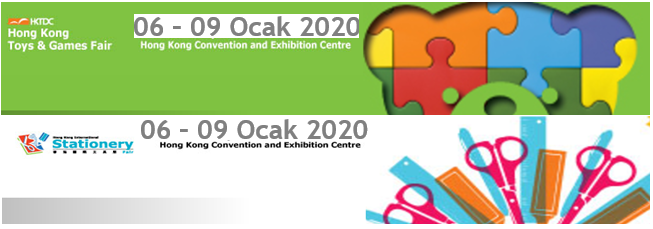 HKTDC
Hong Kong
Toys & Games Fair
06 - 09 Ocak 2020
Hong Kong Convention and Exhibition Centre
Hong Kong International
Stationery
Fair
06 - 09 Ocak 2020
Hong Kong Convention and Exhibition Centre